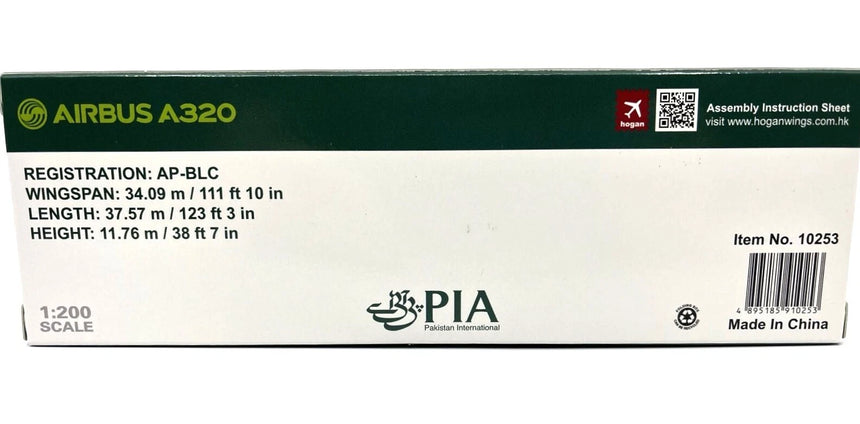 AIRBUS A320
hogan
Assembly Instruction Sheet
visit www.hoganwings.com.hk
REGISTRATION: AP-BLC
WINGSPAN: 34.09 m / 111 ft 10 in
LENGTH: 37.57 m / 123 ft 3 in
HEIGHT: 11.76 m / 38 ft 7 in
Item No. 10253
4 895185 910253
Made In China
1:200
SCALE
PIA
Pakistan International